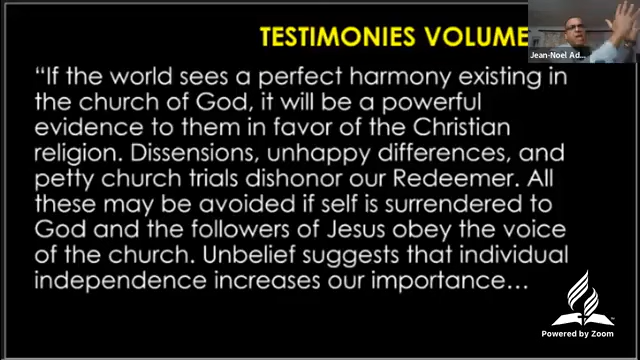 TESTIMONIES VOLUME
Jean-Noel Ad...
“If the world sees a perfect harmony existing in
the church of God, it will be a powerful
evidence to them in favor of the Christian
religion. Dissensions, unhappy differences, and
petty church trials dishonor our Redeemer. All
these may be avoided if self is surrendered to
God and the followers of Jesus obey the voice
of the church. Unbelief suggests that individual
independence increases our importance…
Powered by Zoom